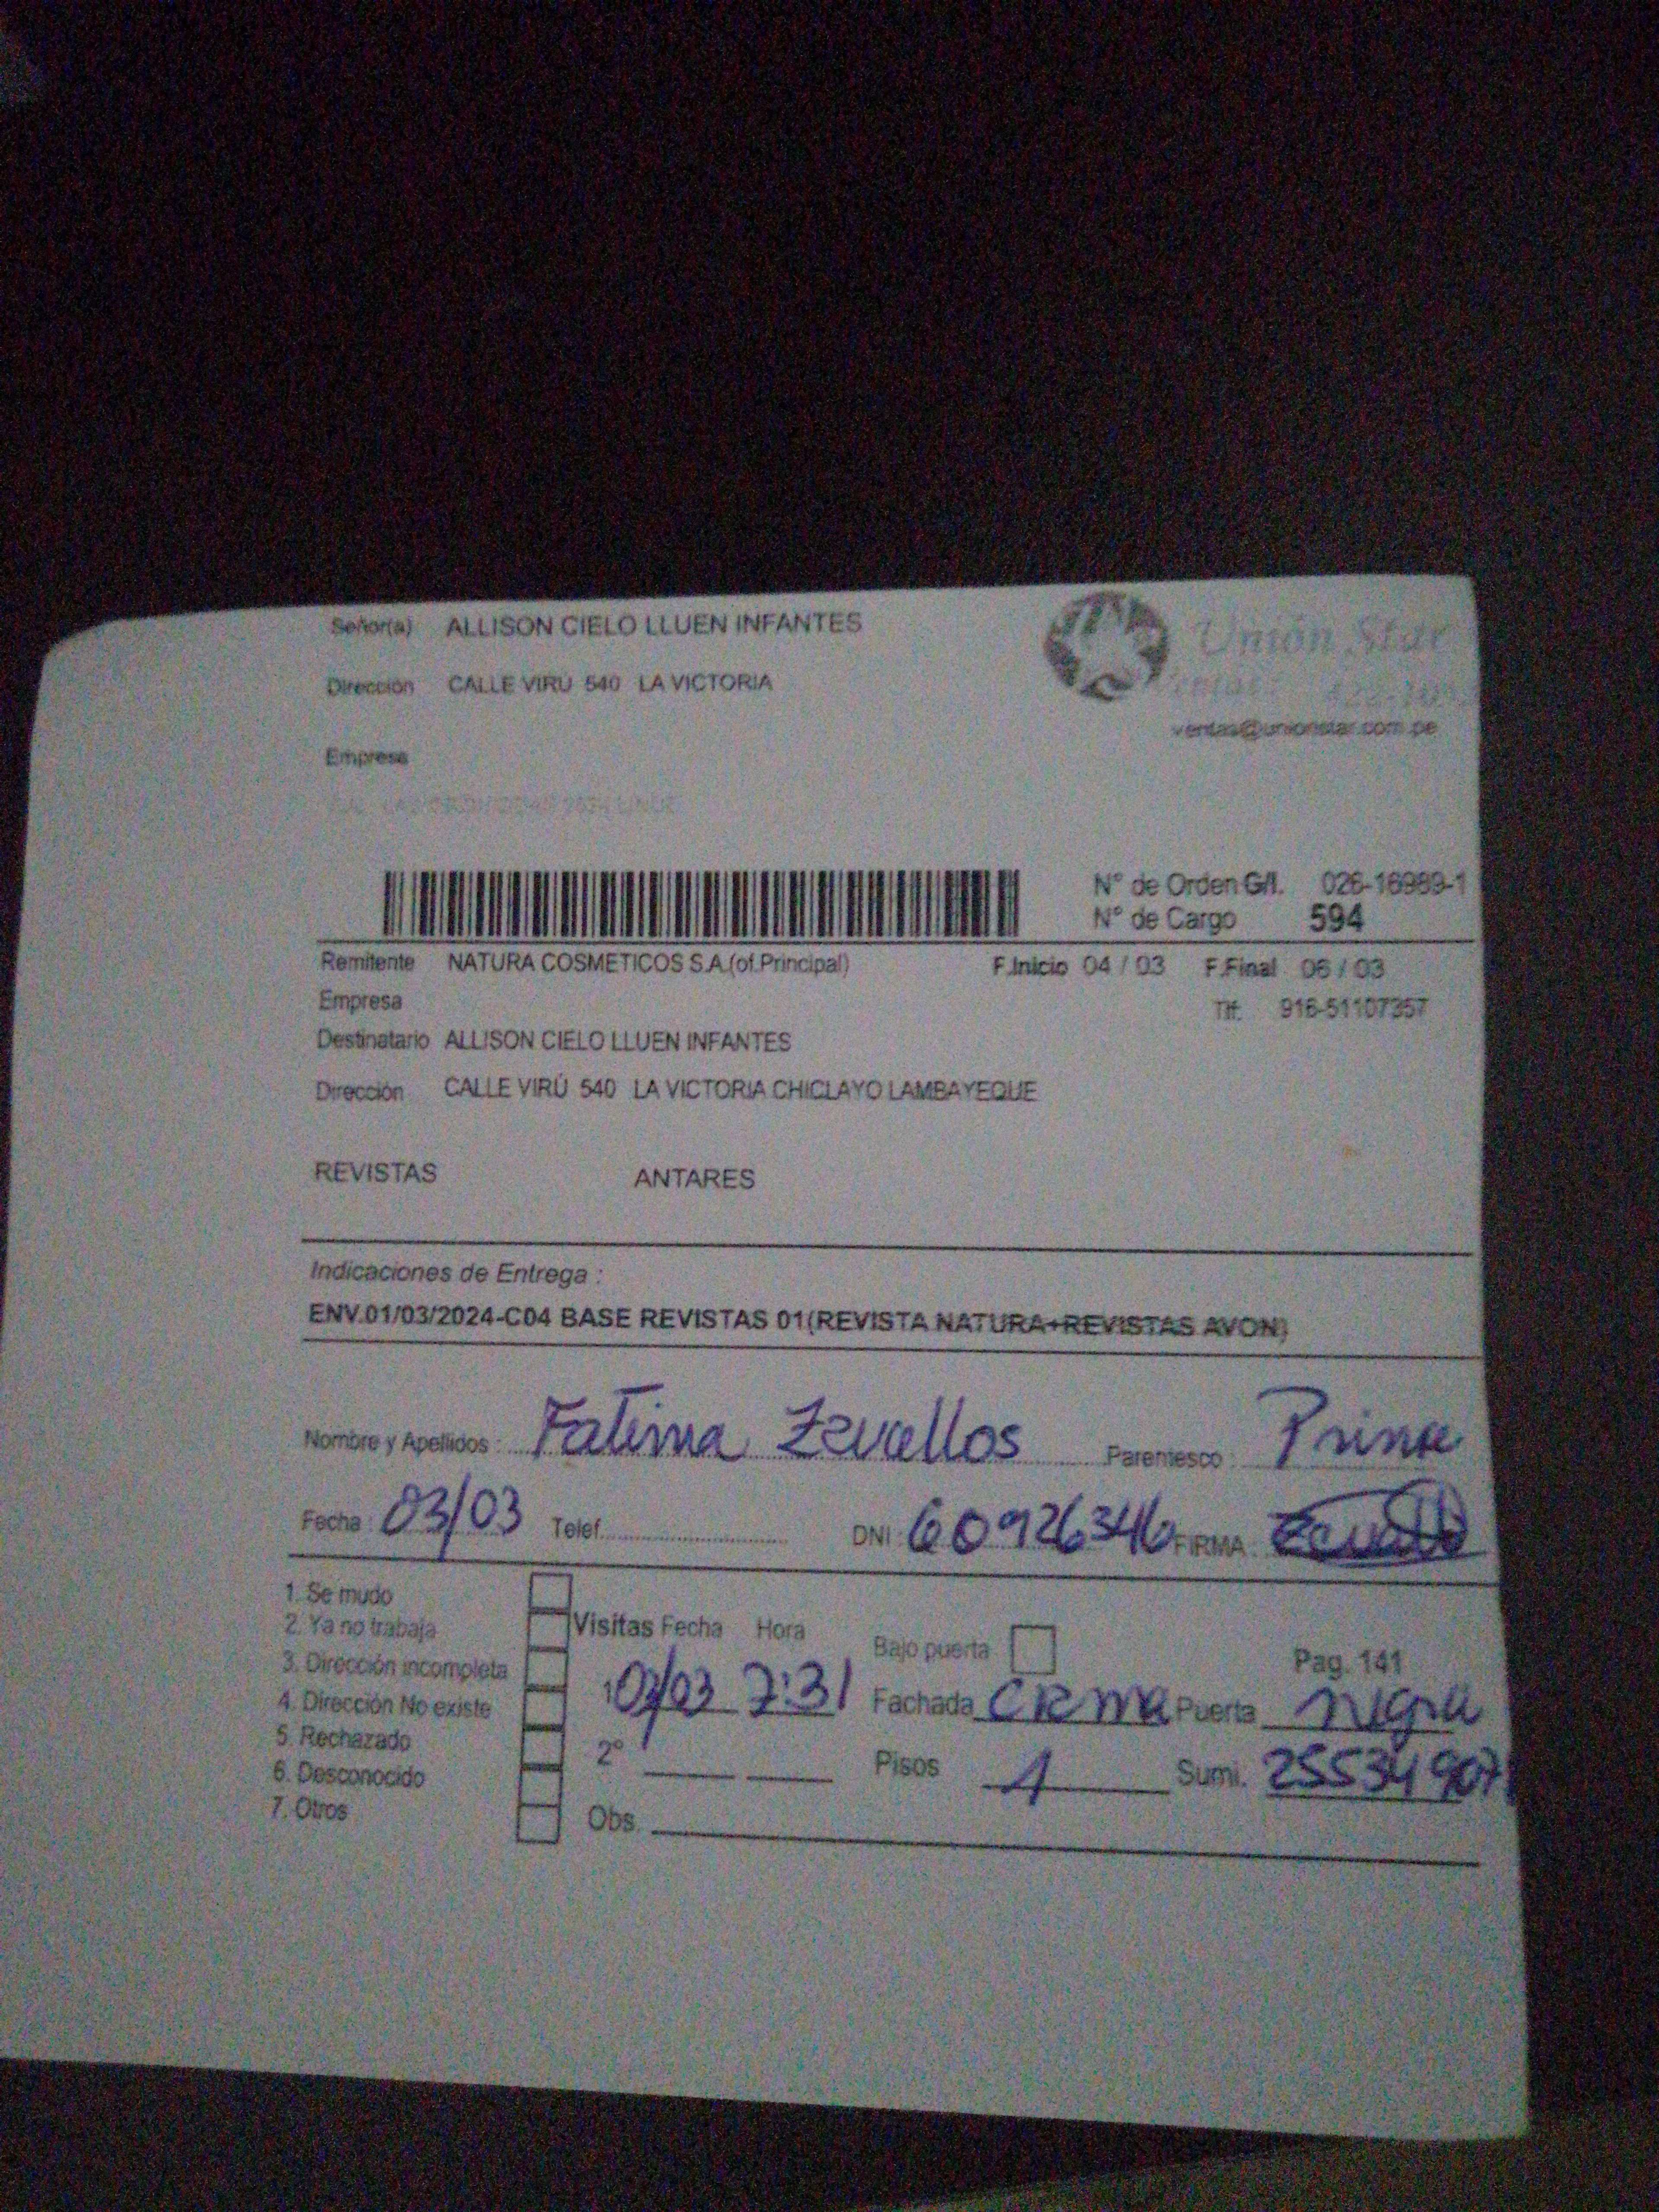 Señor(a) ALLISON CIELO LLUEN INFANTES
Dirección CALLE VIRU 540 LA VICTORIA
Unión Star
ventas@unionstar.com.pe
Empresa
N° de Orden G/I. 026-16989-1
N° de Cargo 594
Remitente NATURA COSMETICOS S.A (of.Principal) F.Inicio 04 / 03 F.Final 06 / 03
Empresa Tlf. 916-51107357
Destinatario ALLISON CIELO LLUEN INFANTES
Dirección CALLE VIRÚ 540 LA VICTORIA CHICLAYO LAMBAYEQUE
REVISTAS ANTARES
Indicaciones de Entrega :
ENV.01/03/2024-C04 BASE REVISTAS 01(REVISTA NATURA+REVISTAS AVON)
Nombre y Apellidos: Fatima Zevallos Parentesco: Prima
Fecha: 03/03 Telef. DNI: 60926346 FIRMA
1. Se mudo
2. Ya no trabaja
3. Dirección incompleta
4. Dirección No existe
5. Rechazado
6. Desconocido
7. Otros
Visitas Fecha Hora Bajo puerta Pag. 141
03/03 7:31 Fachada crema Puerta negra
2° Pisos 1 Sumi. 25534907
Obs.